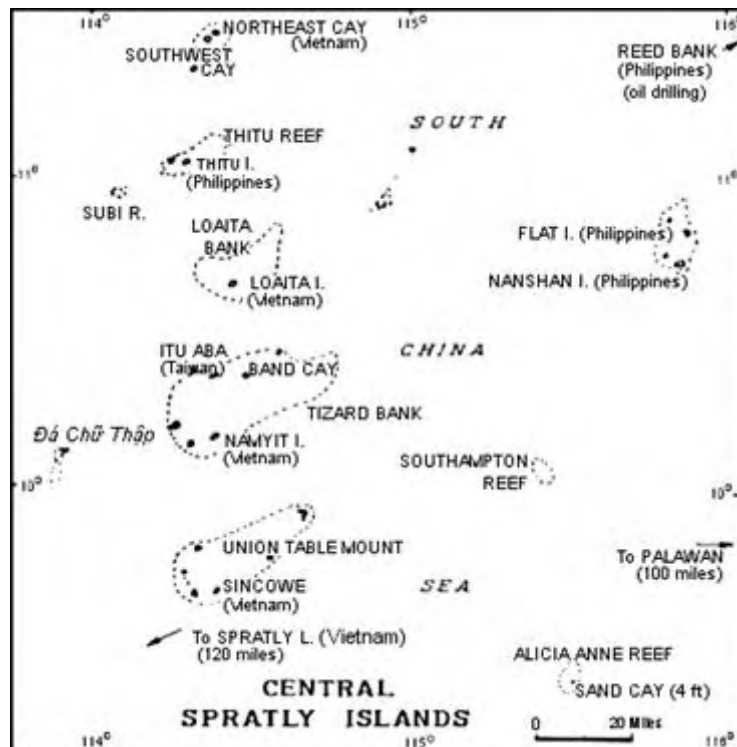 114°
115°
116°
NORTHEAST CAY
(Vietnam)
SOUTHWEST
CAY
REED BANK
(Philippines)
(oil drilling)
SOUTH
THITU REEF
THITU I.
(Philippines)
11°
11°
SUBI R.
LOAITA
BANK
FLAT I. (Philippines)
LOAITA I.
(Vietnam)
NANSHAN I. (Philippines)
ITU ABA
(Taiwan)
BAND CAY
CHINA
TIZARD BANK
Đá Chữ Thập
NAMYIT I.
(Vietnam)
SOUTHAMPTON
REEF
10°
10°
UNION TABLE MOUNT
To PALAWAN
(100 miles)
SINCOWE
(Vietnam)
SEA
To SPRATLY L. (Vietnam)
(120 miles)
ALICIA ANNE REEF
SAND CAY (4 ft)
CENTRAL
SPRATLY ISLANDS
0 20 Miles
114°
115°
116°